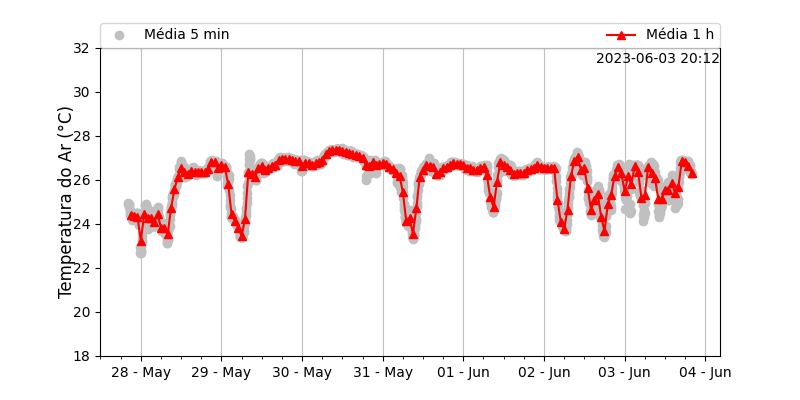 Média 5 min
Média 1 h
2023-06-03 20:12
Temperatura do Ar (°C)
32
30
28
26
24
22
20
18
28 - May
29 - May
30 - May
31 - May
01 - Jun
02 - Jun
03 - Jun
04 - Jun